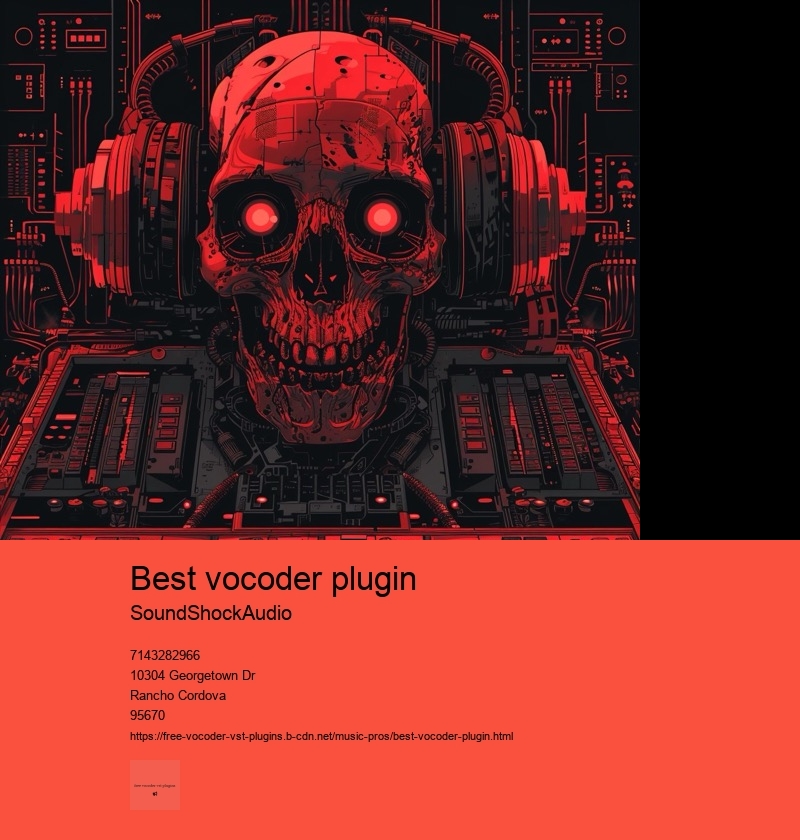 Best vocoder plugin
SoundShockAudio
7143282966
10304 Georgetown Dr
Rancho Cordova
95670
https://free-vocoder-vst-plugins.b-cdn.net/music-pros/best-vocoder-plugin.html